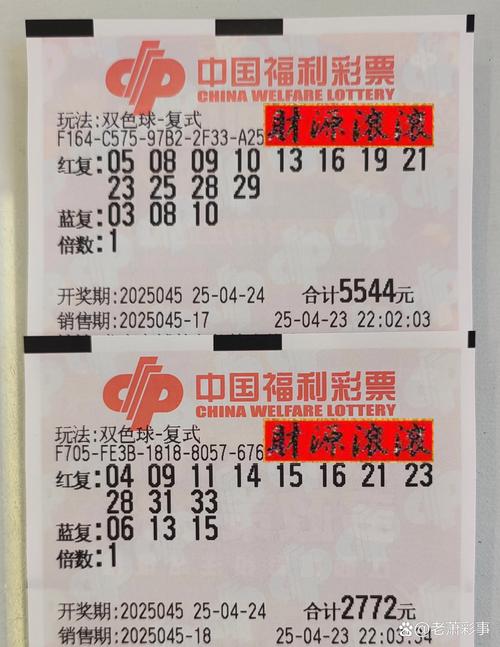 中国福利彩票
CHINA WELFARE LOTTERY
玩法:双色球-复式
F164-C575-97B2-2F33-A25
財源滚滚
红复:05 08 09 10 13 16 19 21
23 25 28 29
蓝复:03 08 10
倍数:1
开奖期:2025045 25-04-24 合计5544元
销售期:2025045-17 25-04-23 22:02:03
中国福利彩票
CHINA WELFARE LOTTERY
玩法:双色球-复式
F705-FE3B-1818-8057-676
財源滚滚
红复:04 09 11 14 15 16 21 23
28 31 33
蓝复:06 13 15
倍数:1
开奖期:2025045 25-04-24 合计2772元
销售期:2025045-18 25-04-23
@老萧彩事